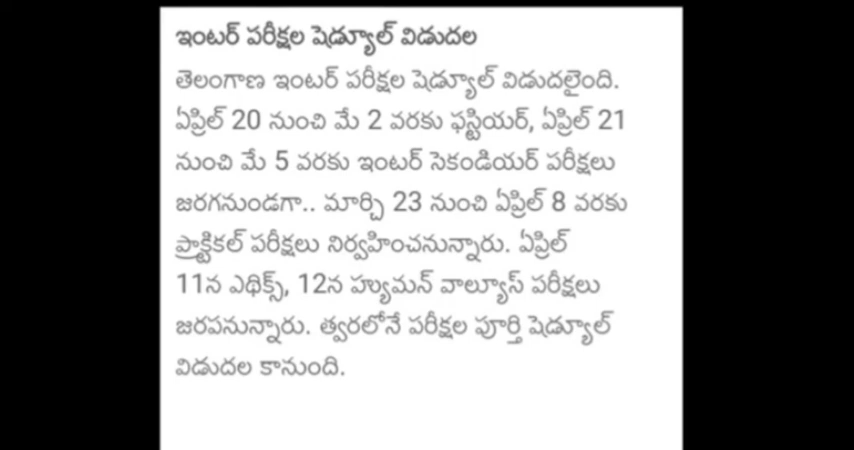 ఇంటర్ పరీక్షల షెడ్యూల్ విడుదల
తెలంగాణ ఇంటర్ పరీక్షల షెడ్యూల్ విడుదలైంది.
ఏప్రిల్ 20 నుంచి మే 2 వరకు ఫస్టియర్, ఏప్రిల్ 21
నుంచి మే 5 వరకు ఇంటర్ సెకండియర్ పరీక్షలు
జరగనుండగా.. మార్చి 23 నుంచి ఏప్రిల్ 8 వరకు
ప్రాక్టికల్ పరీక్షలు నిర్వహించనున్నారు. ఏప్రిల్
11న ఎథిక్స్, 12న హ్యుమన్ వాల్యూస్ పరీక్షలు
జరపనున్నారు. త్వరలోనే పరీక్షల పూర్తి షెడ్యూల్
విడుదల కానుంది.